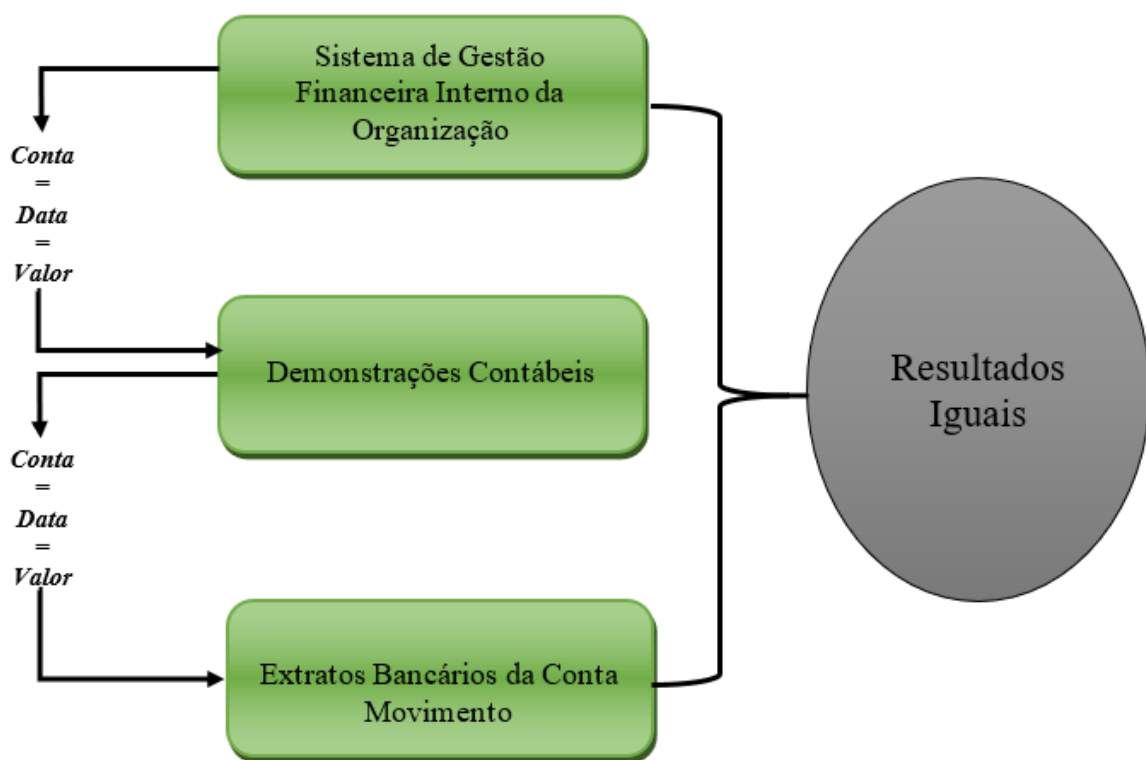 Sistema de Gestão
Financeira Interno da
Organização
Conta
=
Data
=
Valor
Demonstrações Contábeis
Conta
=
Data
=
Valor
Extratos Bancários da Conta
Movimento
Resultados
Iguais